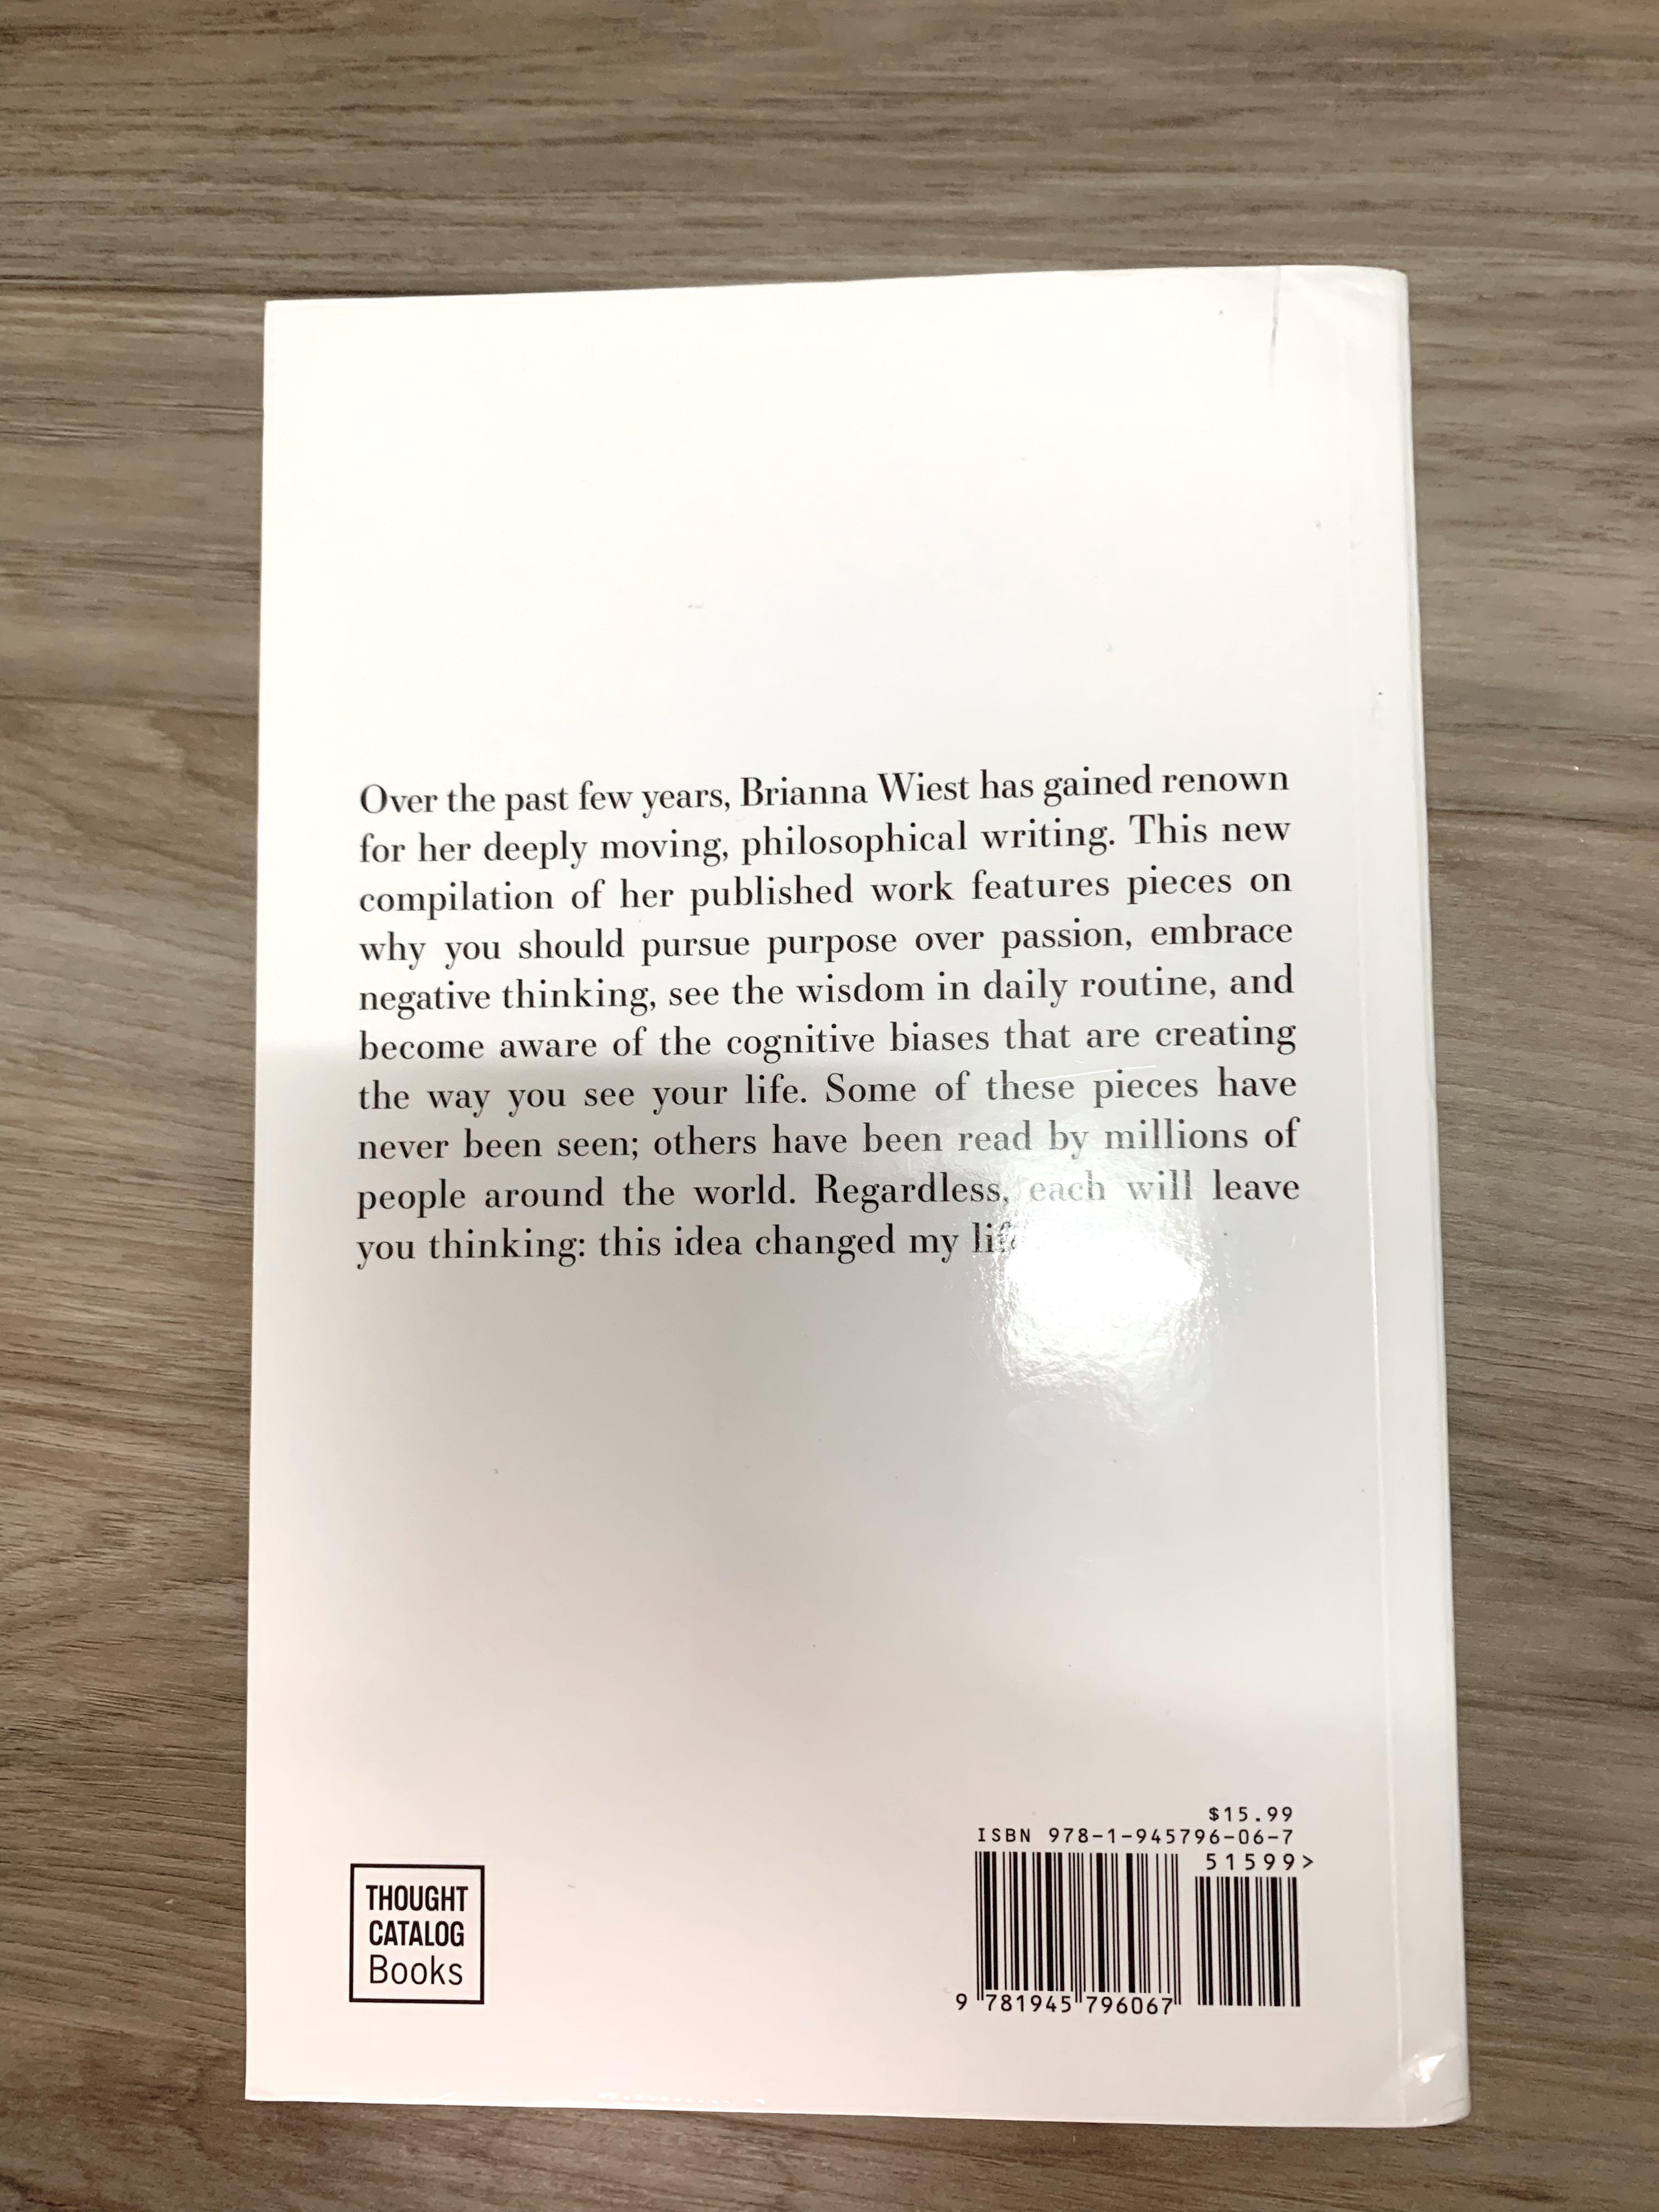 Over the past few years, Brianna Wiest has gained renown
for her deeply moving, philosophical writing. This new
compilation of her published work features pieces on
why you should pursue purpose over passion, embrace
negative thinking, see the wisdom in daily routine, and
become aware of the cognitive biases that are creating
the way you see your life. Some of these pieces have
never been seen; others have been read by millions of
people around the world. Regardless, each will leave
you thinking: this idea changed my
$15.99
ISBN 978-1-945796-06-7
51599>
9 781945 796067
THOUGHT
CATALOG
Books